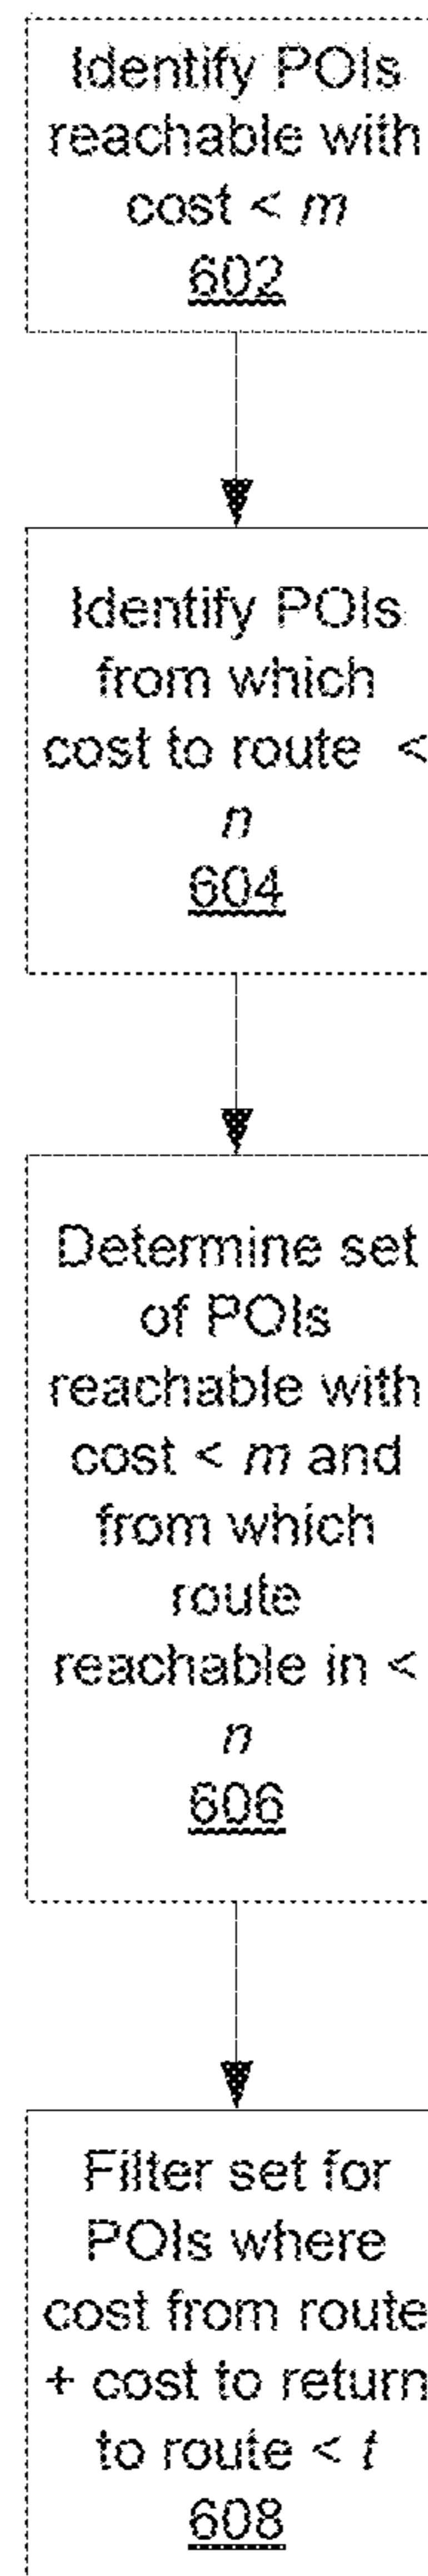 Identify POIs
reachable with
cost < m
602
Identify POIs
from which
cost to route <
n
604
Determine set
of POIs
reachable with
cost < m and
from which
route
reachable in <
n
606
Filter set for
POIs where
cost from route
+ cost to return
to route < t
608